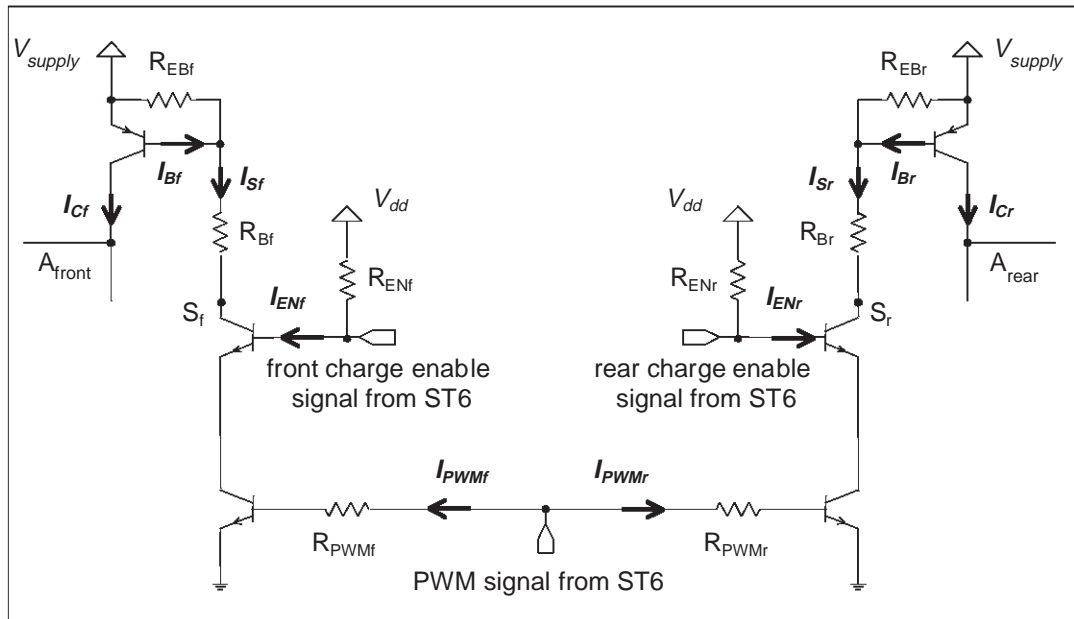 V_supply
R_EBf
R_EBr
V_supply
I_Bf
I_Sf
I_Sr
I_Br
I_Cf
V_dd
V_dd
I_Cr
R_Bf
R_Br
A_front
A_rear
R_ENf
R_ENr
S_f
I_ENf
I_ENr
S_r
front charge enable
signal from ST6
rear charge enable
signal from ST6
I_PWMf
I_PWMr
R_PWMf
R_PWMr
PWM signal from ST6